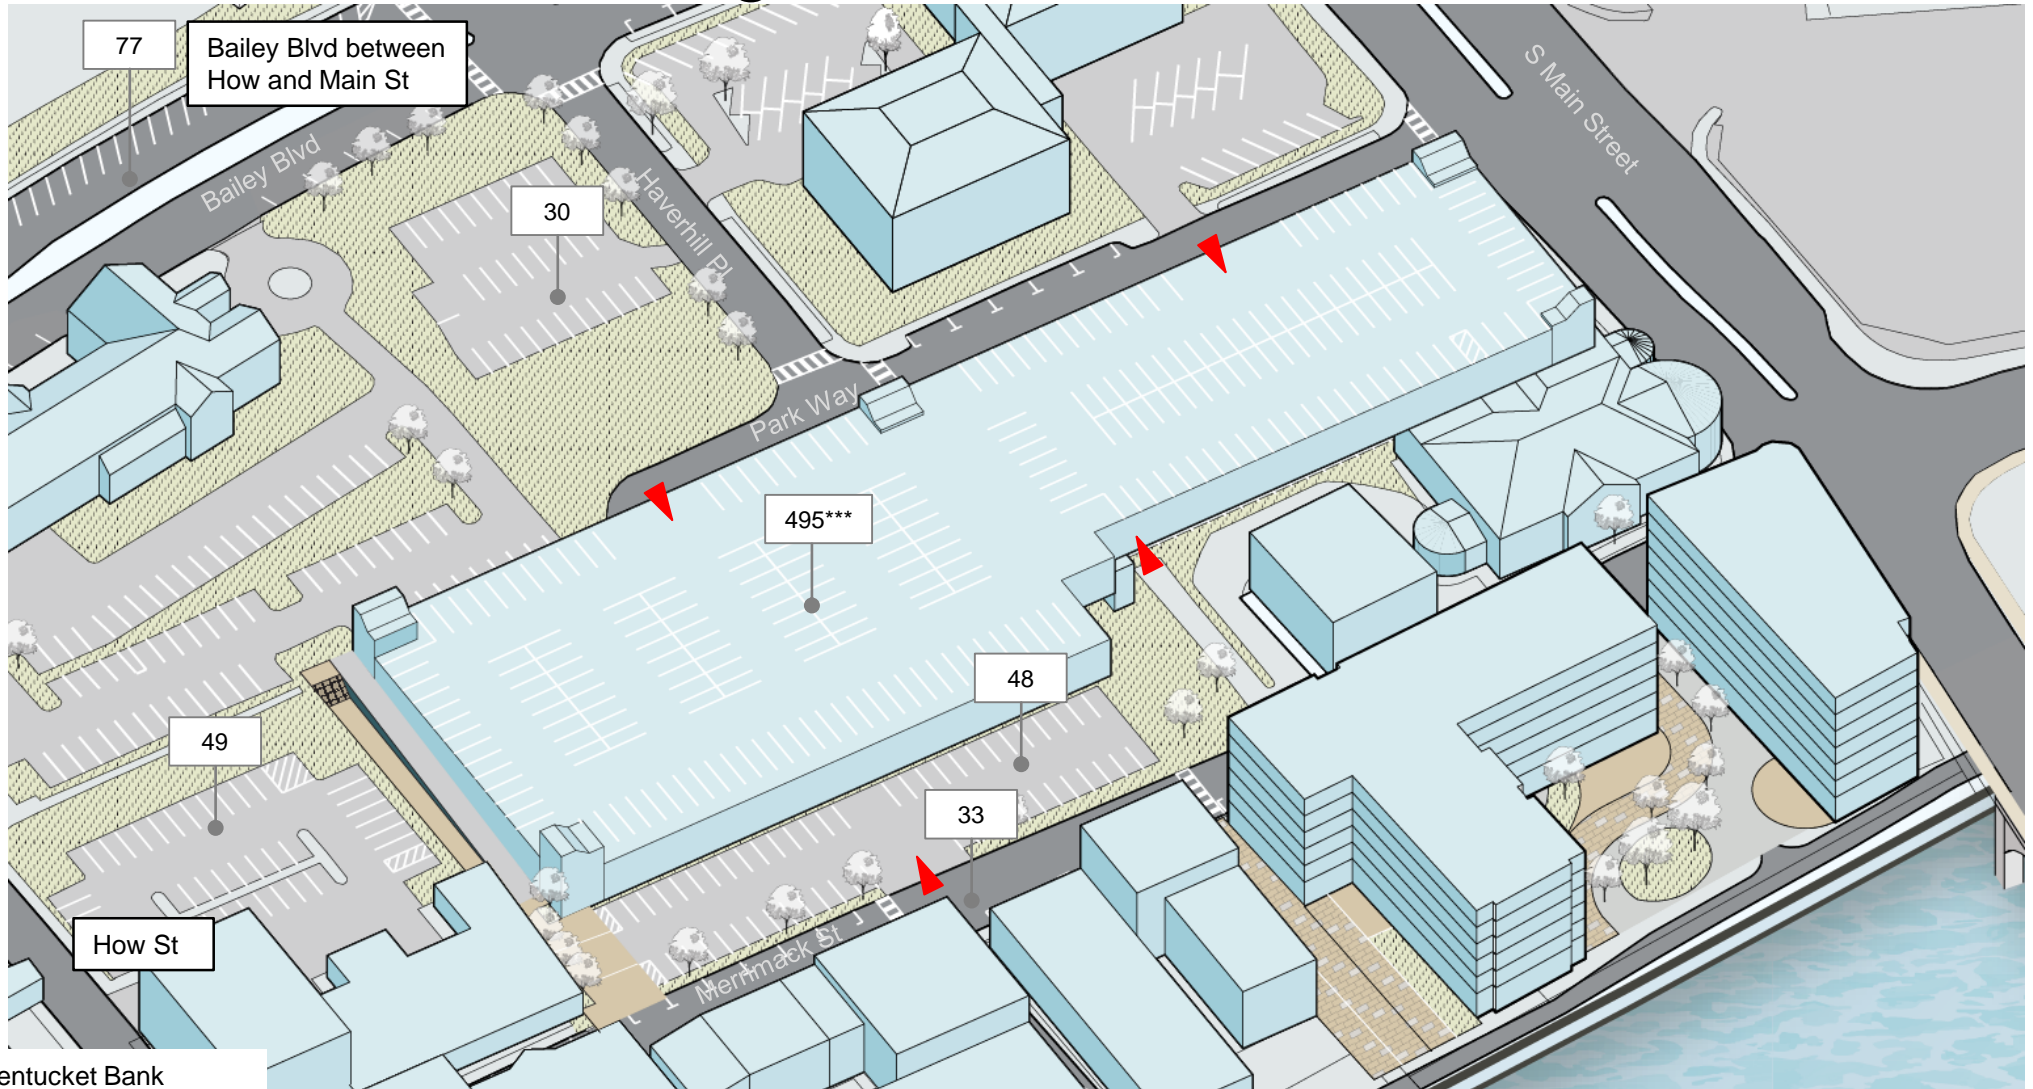 77
Bailey Blvd between
How and Main St
S Main Street
Bailey Blvd
30
Haverhill Pl
Park Way
495***
48
49
33
How St
Merrimack St
entucket Bank